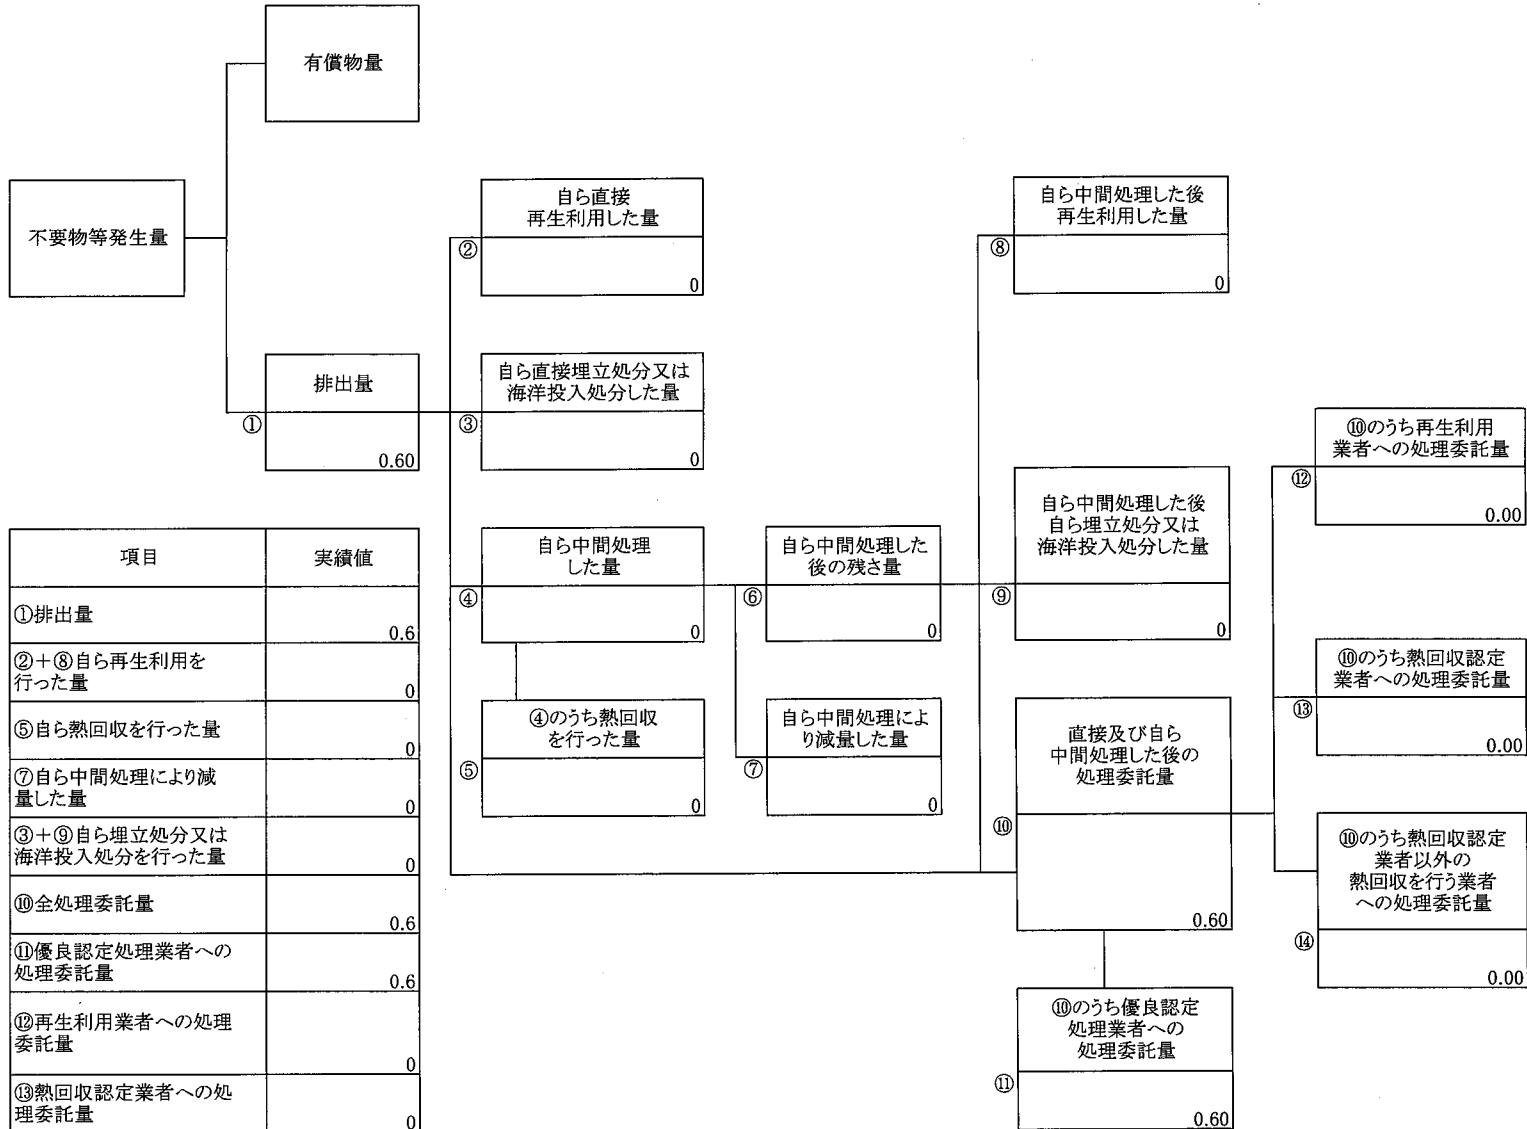 有償物量
不要物等発生量
排出量
①
0.60
自ら直接
再生利用した量
②
0
自ら直接埋立処分又は
海洋投入処分した量
③
0
自ら中間処理
した量
④
0
④のうち熱回収
を行った量
⑤
0
自ら中間処理した
後の残さ量
⑥
0
自ら中間処理によ
り減量した量
⑦
0
自ら中間処理した後
再生利用した量
⑧
0
自ら中間処理した後
自ら埋立処分又は
海洋投入処分した量
⑨
0
直接及び自ら
中間処理した後の
処理委託量
⑩
0.60
⑩のうち優良認定
処理業者への
処理委託量
⑪
0.60
⑩のうち再生利用
業者への処理委託量
⑫
0.00
⑩のうち熱回収認定
業者への処理委託量
⑬
0.00
⑩のうち熱回収認定
業者以外の
熱回収を行う業者
への処理委託量
⑭
0.00
項目 実績値
①排出量
0.6
②+⑧自ら再生利用を
行った量
0
⑤自ら熱回収を行った量
0
⑦自ら中間処理により減
量した量
0
③+⑨自ら埋立処分又は
海洋投入処分を行った量
0
⑩全処理委託量
0.6
⑪優良認定処理業者への
処理委託量
0.6
⑫再生利用業者への処理
委託量
0
⑬熱回収認定業者への処
理委託量
0